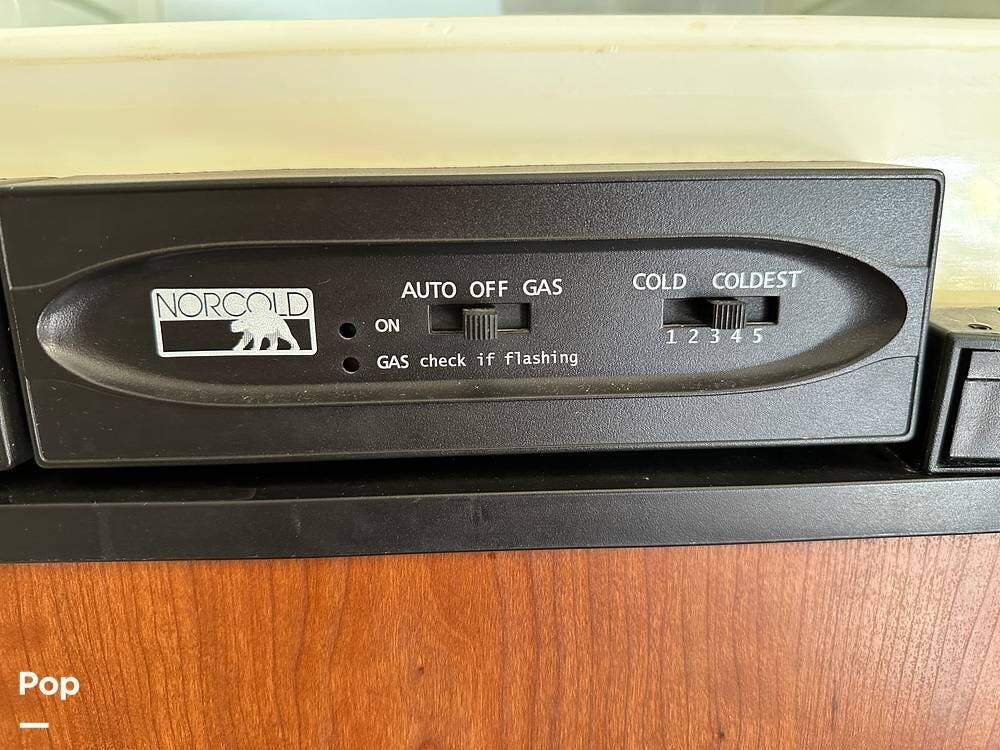 NORCOLD
AUTO OFF GAS
COLD COLDEST
ON
1 2 3 4 5
GAS check if flashing
Pop